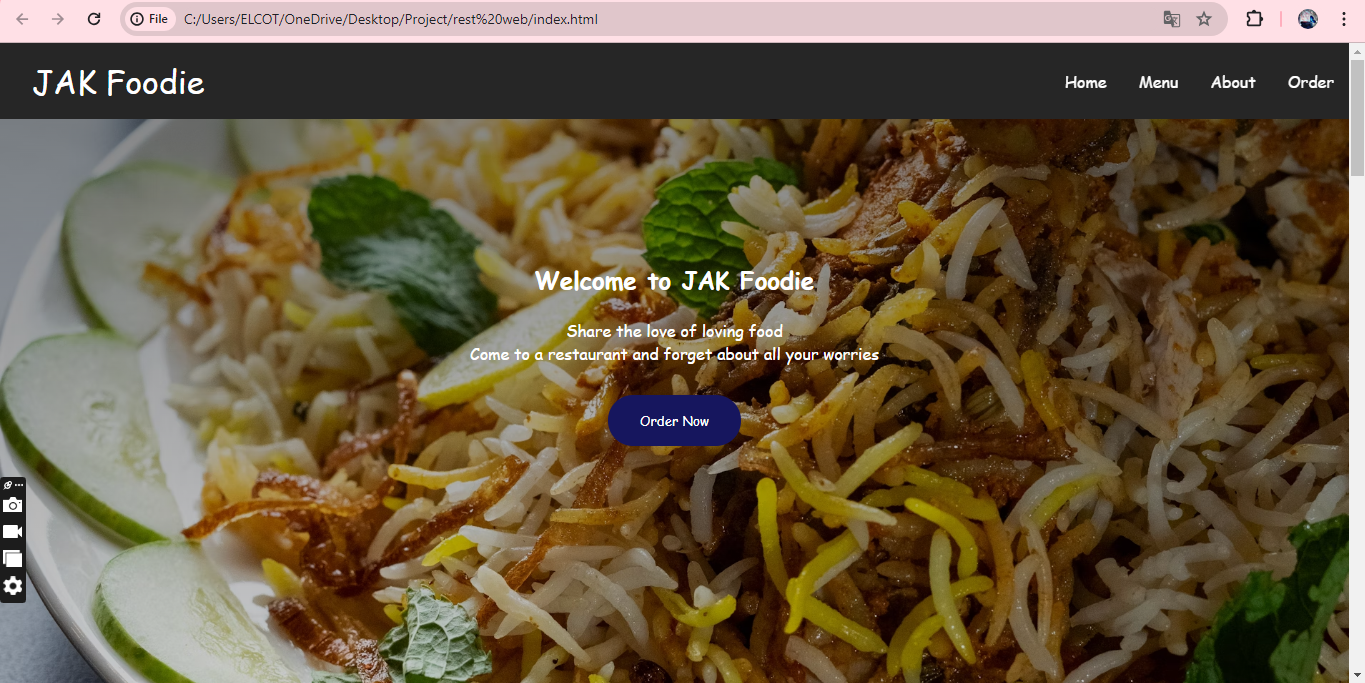 File C:/Users/ELCOT/OneDrive/Desktop/Project/rest%20web/index.html
JAK Foodie Home Menu About Order
Welcome to JAK Foodie
Share the love of loving food
Come to a restaurant and forget about all your worries
Order Now